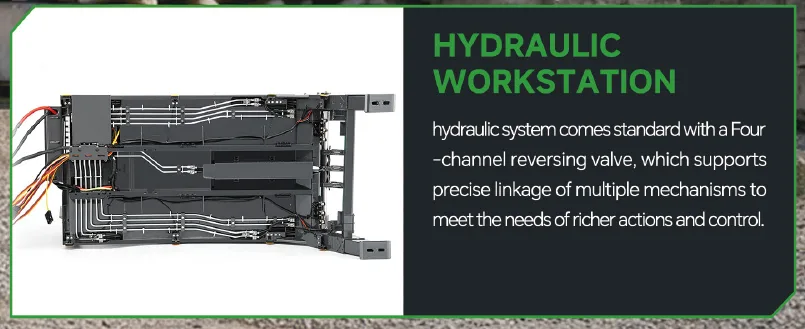 HYDRAULIC
WORKSTATION
hydraulic system comes standard with a Four
-channel reversing valve, which supports
precise linkage of multiple mechanisms to
meet the needs of richer actions and control.